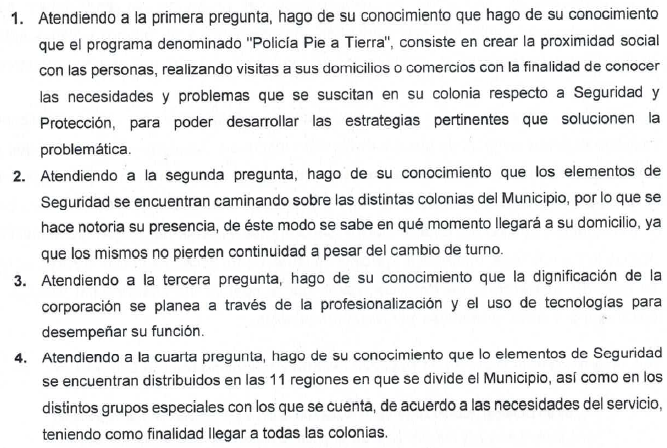 1. Atendiendo a la primera pregunta, hago de su conocimiento que hago de su conocimiento
que el programa denominado "Policía Pie a Tierra", consiste en crear la proximidad social
con las personas, realizando visitas a sus domicilios o comercios con la finalidad de conocer
las necesidades y problemas que se suscitan en su colonia respecto a Seguridad y
Protección, para poder desarrollar las estrategias pertinentes que solucionen la
problemática.
2. Atendiendo a la segunda pregunta, hago de su conocimiento que los elementos de
Seguridad se encuentran caminando sobre las distintas colonias del Municipio, por lo que se
hace notoria su presencia, de éste modo se sabe en qué momento llegará a su domicilio, ya
que los mismos no pierden continuidad a pesar del cambio de turno.
3. Atendiendo a la tercera pregunta, hago de su conocimiento que la dignificación de la
corporación se planea a través de la profesionalización y el uso de tecnologías para
desempeñar su función.
4. Atendiendo a la cuarta pregunta, hago de su conocimiento que lo elementos de Seguridad
se encuentran distribuidos en las 11 regiones en que se divide el Municipio, así como en los
distintos grupos especiales con los que se cuenta, de acuerdo a las necesidades del servicio,
teniendo como finalidad llegar a todas las colonias.